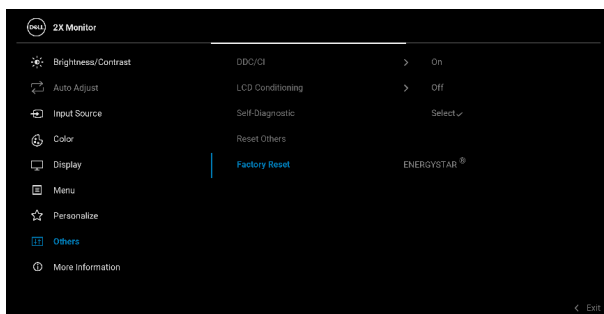 DELL 2X Monitor
Brightness/Contrast DDC/CI > On
Auto Adjust LCD Conditioning > Off
Input Source Self-Diagnostic Select✓
Color Reset Others
Display Factory Reset ENERGYSTAR®
Menu
Personalize
Others
More Information
< Exit